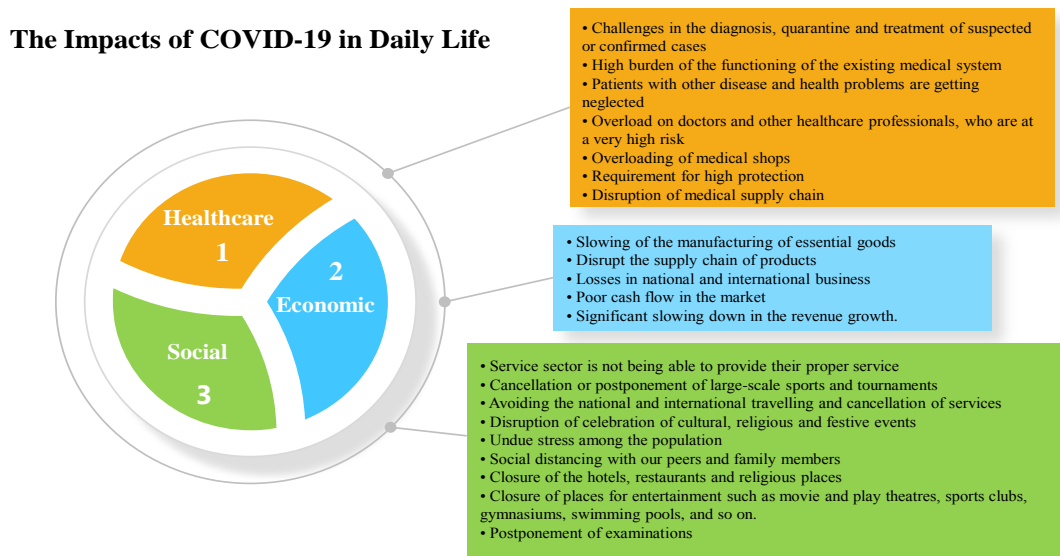 The Impacts of COVID-19 in Daily Life
Healthcare
1
2
Economic
Social
3
• Challenges in the diagnosis, quarantine and treatment of suspected
or confirmed cases
• High burden of the functioning of the existing medical system
• Patients with other disease and health problems are getting
neglected
• Overload on doctors and other healthcare professionals, who are at
a very high risk
• Overloading of medical shops
• Requirement for high protection
• Disruption of medical supply chain
• Slowing of the manufacturing of essential goods
• Disrupt the supply chain of products
• Losses in national and international business
• Poor cash flow in the market
• Significant slowing down in the revenue growth.
• Service sector is not being able to provide their proper service
• Cancellation or postponement of large-scale sports and tournaments
• Avoiding the national and international travelling and cancellation of services
• Disruption of celebration of cultural, religious and festive events
• Undue stress among the population
• Social distancing with our peers and family members
• Closure of the hotels, restaurants and religious places
• Closure of places for entertainment such as movie and play theatres, sports clubs,
gymnasiums, swimming pools, and so on.
• Postponement of examinations